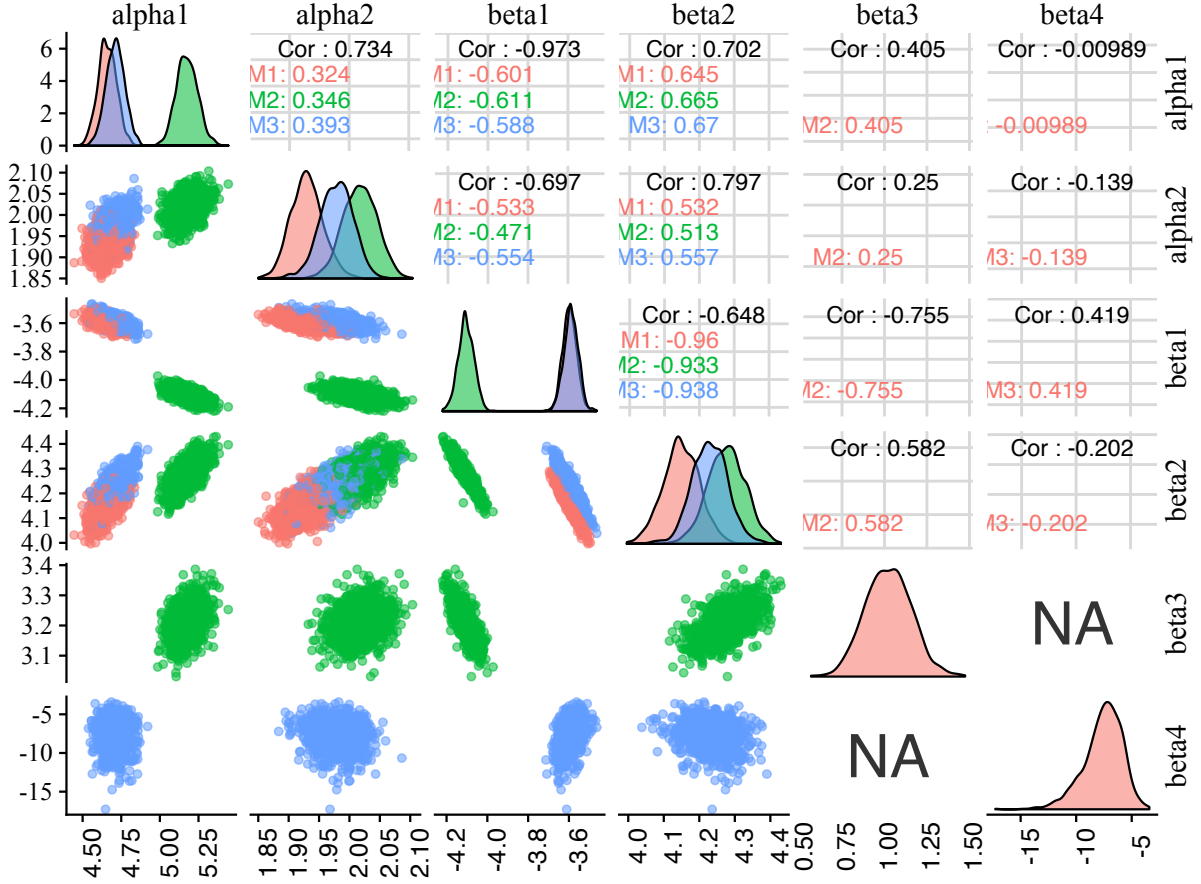 alpha1 alpha2 beta1 beta2 beta3 beta4
6 Cor : 0.734 Cor : -0.973 Cor : 0.702 Cor : 0.405 Cor : -0.00989 alpha1
M1: 0.324 M1: -0.601 M1: 0.645
4
M2: 0.346 M2: -0.611 M2: 0.665
2 M3: 0.393 M3: -0.588 M3: 0.67 M2: 0.405 : -0.00989
0
2.10 Cor : -0.697 Cor : 0.797 Cor : 0.25 Cor : -0.139 alpha2
2.05 M1: -0.533 M1: 0.532
2.00 M2: -0.471 M2: 0.513
1.95 M3: -0.554 M3: 0.557 M2: 0.25 M3: -0.139
1.90
1.85
-3.6 Cor : -0.648 Cor : -0.755 Cor : 0.419 beta1
M1: -0.96
-3.8 M2: -0.933
-4.0 M3: -0.938 M2: -0.755 M3: 0.419
-4.2
4.4 Cor : 0.582 Cor : -0.202 beta2
4.3
4.2
4.1 M2: 0.582 M3: -0.202
4.0
3.4 beta3
3.3
3.2 NA
3.1
-5 beta4
-10 NA
-15
4.50 4.75 5.00 5.25 1.85 1.90 1.95 2.00 2.05 2.10 -4.2 -4.0 -3.8 -3.6 4.0 4.1 4.2 4.3 4.4 0.50 0.75 1.00 1.25 1.50 -15 -10 -5